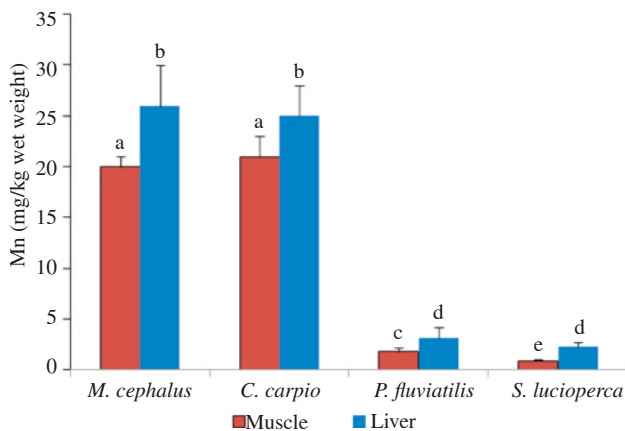 35
30
25
20
15
10
5
0
Mn (mg/kg wet weight)
a
b
a
b
c
d
e
d
M. cephalus C. carpio P. fluviatilis S. lucioperca
Muscle Liver